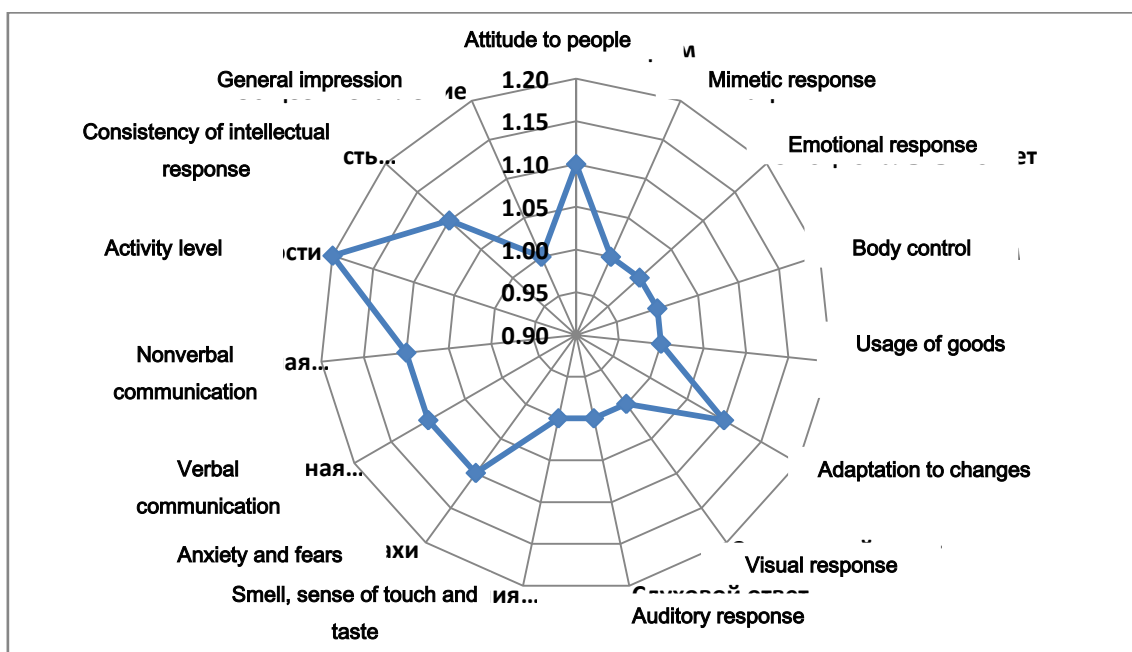 Attitude to people
General impression
Mimetic response
Consistency of intellectual
response
сть...
Emotional response
ет
Activity level
ости
Body control
Nonverbal
communication
ая...
Usage of goods
Verbal
communication
ная...
Adaptation to changes
Anxiety and fears
ахи
Visual response
Smell, sense of touch and
taste
ия...
Auditory response
1.20
1.15
1.10
1.05
1.00
0.95
0.90